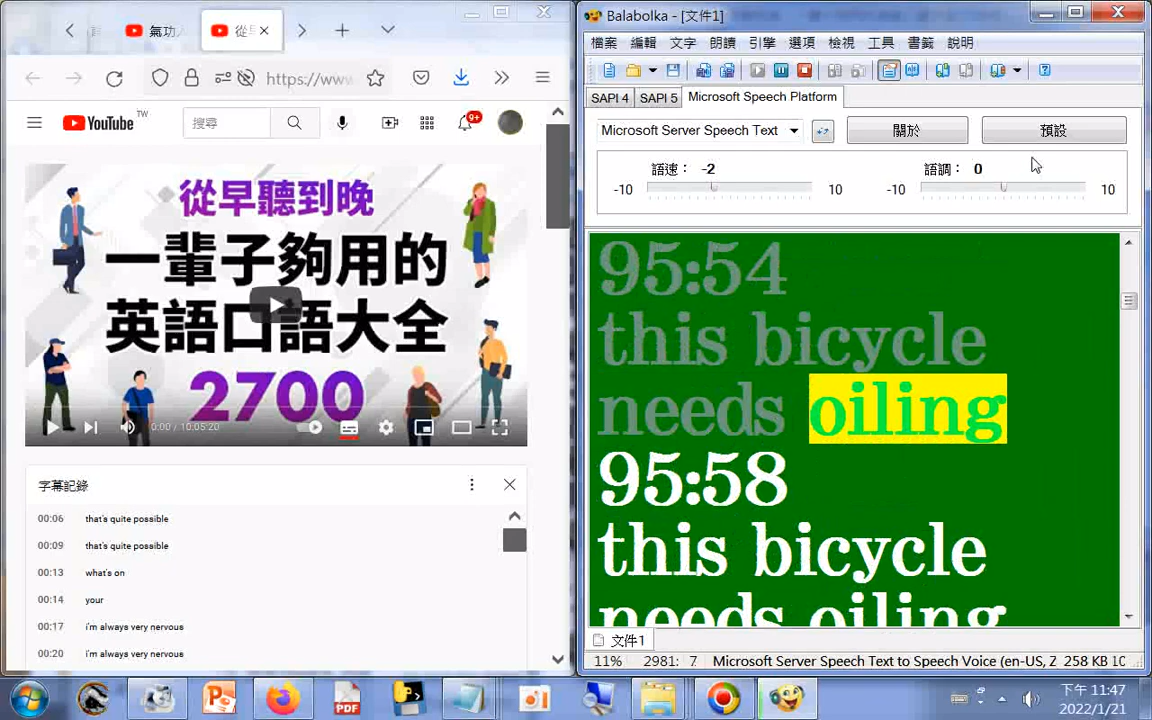 氣功
從早
https://www
YouTube TW
搜尋
9+
從早聽到晚
一輩子夠用的
英語口語大全
2700
0:00 / 10:05:20
字幕記錄
00:06 that's quite possible
00:09 that's quite possible
00:13 what's on
00:14 your
00:17 i'm always very nervous
00:20 i'm always very nervous
Balabolka - [文件1]
檔案 編輯 文字 朗讀 引擎 選項 檢視 工具 書籤 說明
SAPI 4 SAPI 5 Microsoft Speech Platform
Microsoft Server Speech Text 關於 預設
語速: -2 語調: 0
-10 10 -10 10
95:54
this bicycle
needs oiling
95:58
this bicycle
needs oiling
文件1
11% 2981: 7 Microsoft Server Speech Text to Speech Voice (en-US, Z 258 KB 10
PDF
下午 11:47
2022/1/21